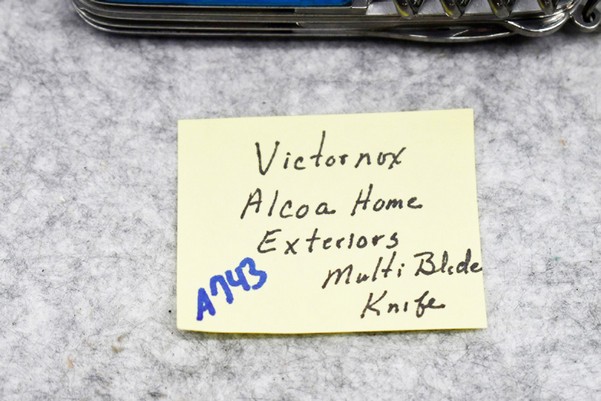 Victornox
Alcoa Home
Exteriors
Multi Blade
Knife
A743